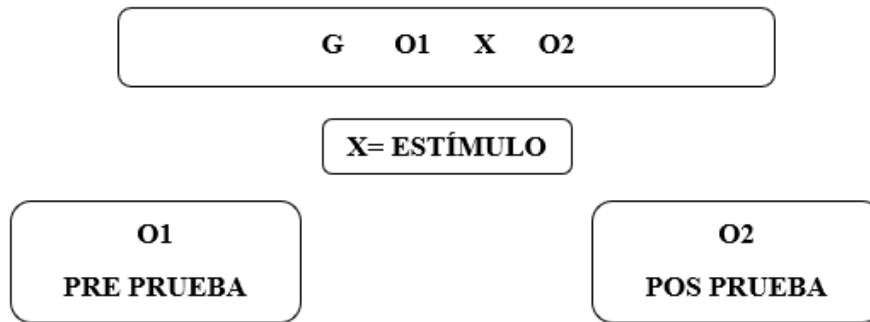 G O1 X O2
X= ESTÍMULO
O1
PRE PRUEBA
O2
POS PRUEBA